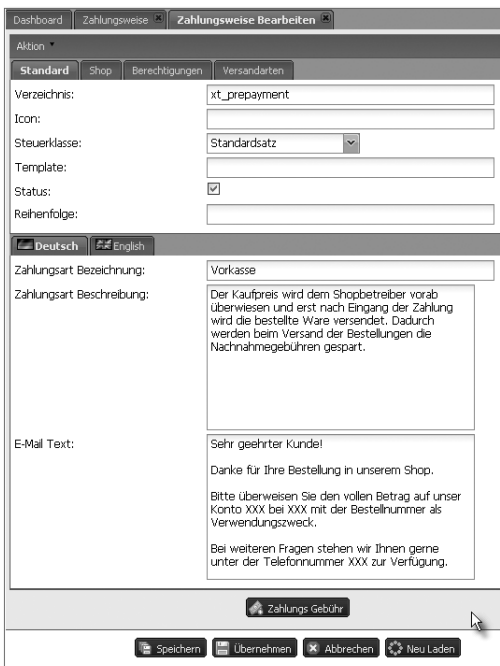 Dashboard Zahlungsweise Zahlungsweise Bearbeiten
Aktion
Standard Shop Berechtigungen Versandarten
Verzeichnis: xt_prepayment
Icon:
Steuerklasse: Standardsatz
Template:
Status:
Reihenfolge:
Deutsch English
Zahlungsart Bezeichnung: Vorkasse
Zahlungsart Beschreibung: Der Kaufpreis wird dem Shopbetreiber vorab
überwiesen und erst nach Eingang der Zahlung
wird die bestellte Ware versendet. Dadurch
werden beim Versand der Bestellungen die
Nachnahmegebühren gespart.
E-Mail Text: Sehr geehrter Kunde!
Danke für Ihre Bestellung in unserem Shop.
Bitte überweisen Sie den vollen Betrag auf unser
Konto XXX bei XXX mit der Bestellnummer als
Verwendungszweck.
Bei weiteren Fragen stehen wir Ihnen gerne
unter der Telefonnummer XXX zur Verfügung.
Zahlungs Gebühr
Speichern Übernehmen Abbrechen Neu Laden